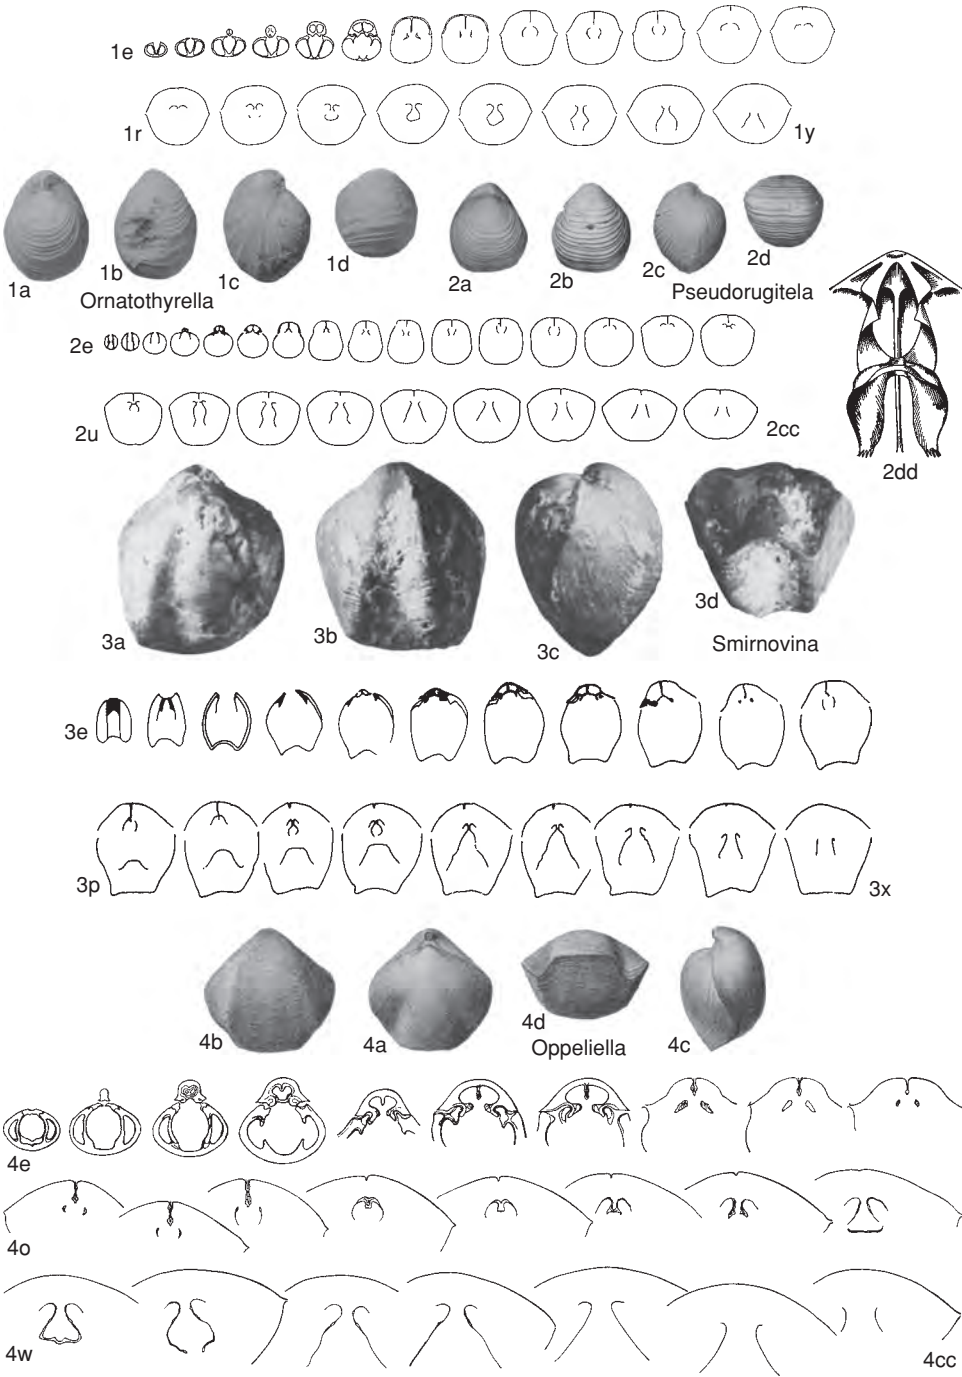 1e
1r 1y
1a 1b 1c 1d 2a 2b 2c 2d
Ornatothyrella Pseudorugitela
2e
2u 2cc
2dd
3a 3b 3c 3d
Smirnovina
3e
3p 3x
4b 4a 4d 4c
Oppeliella
4e
4o
4w 4cc